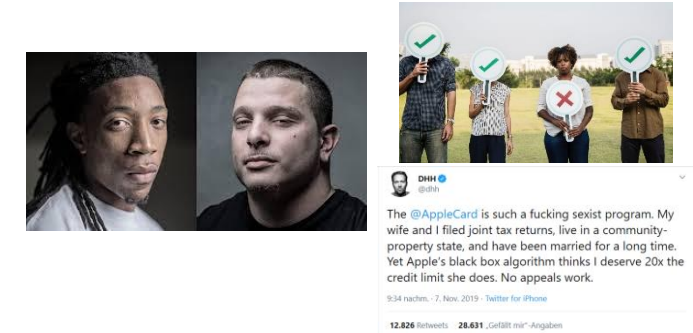 DHH
@dhh
The @AppleCard is such a fucking sexist program. My
wife and I filed joint tax returns, live in a community-
property state, and have been married for a long time.
Yet Apple's black box algorithm thinks I deserve 20x the
credit limit she does. No appeals work.
9:34 nachm. · 7. Nov. 2019 · Twitter for iPhone
12.826 Retweets 28.631 „Gefällt mir“-Angaben